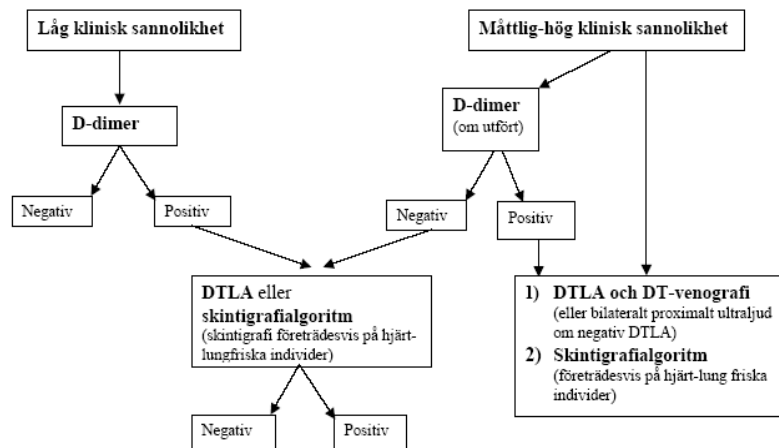 Låg klinisk sannolikhet
Måttlig-hög klinisk sannolikhet
D-dimer
D-dimer
(om utfört)
Negativ
Positiv
Negativ
Positiv
DTLA eller
skintigrafialgoritm
(skintigrafi företrädesvis på hjärt-
lungfriska individer)
1) DTLA och DT-venografi
(eller bilateralt proximalt ultraljud
om negativ DTLA)
2) Skintigrafialgoritm
(företrädesvis på hjärt-lung friska
individer)
Negativ
Positiv